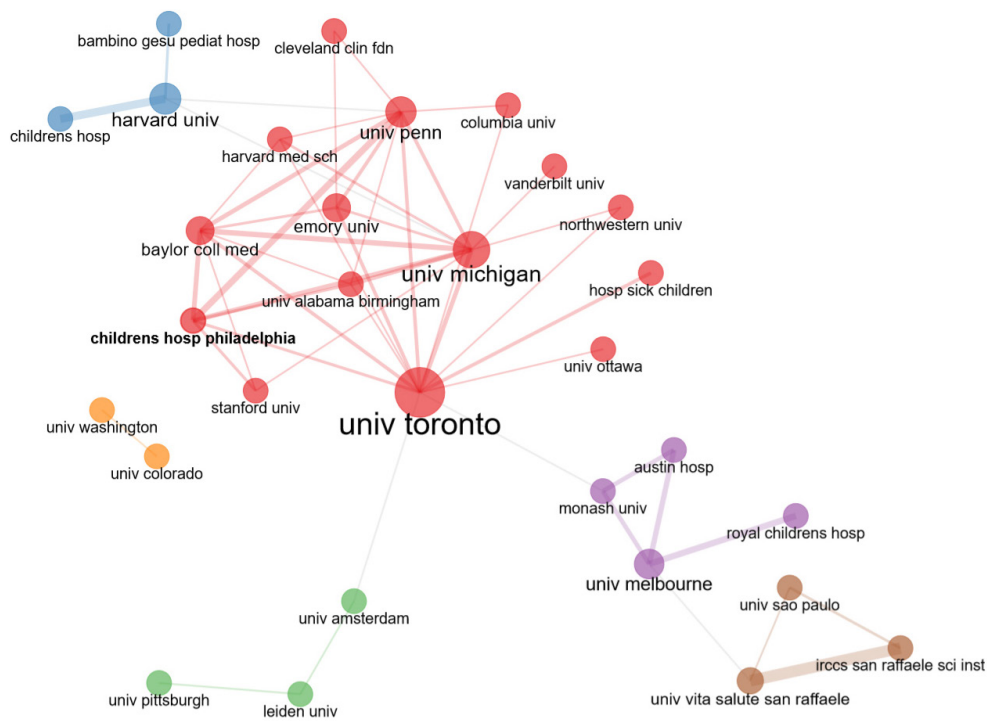 bambino gesu pediat hosp
cleveland clin fdn
harvard univ
childrens hosp
univ penn
columbia univ
harvard med sch
vanderbilt univ
emory univ
northwestern univ
baylor coll med
univ michigan
univ alabama birmingham
hosp sick children
childrens hosp philadelphia
univ ottawa
stanford univ
univ toronto
univ washington
univ colorado
austin hosp
monash univ
royal childrens hosp
univ melbourne
univ sao paulo
univ amsterdam
irccs san raffaele sci inst
univ vita salute san raffaele
univ pittsburgh
leiden univ